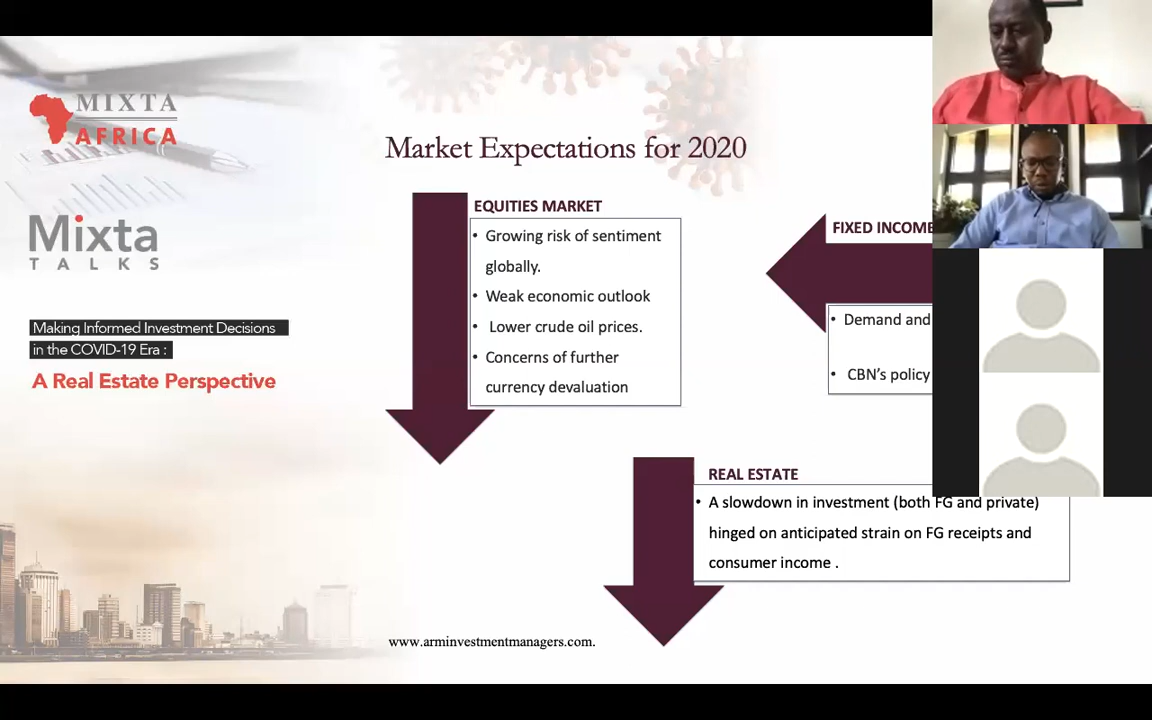 MIXTA
AFRICA
Mixta
TALKS
Making Informed Investment Decisions
in the COVID-19 Era :
A Real Estate Perspective
Market Expectations for 2020
EQUITIES MARKET
• Growing risk of sentiment
globally.
• Weak economic outlook
• Lower crude oil prices.
• Concerns of further
currency devaluation
FIXED INCOME
• Demand and
• CBN's policy
REAL ESTATE
• A slowdown in investment (both FG and private)
hinged on anticipated strain on FG receipts and
consumer income .
www.arminvestmentmanagers.com.